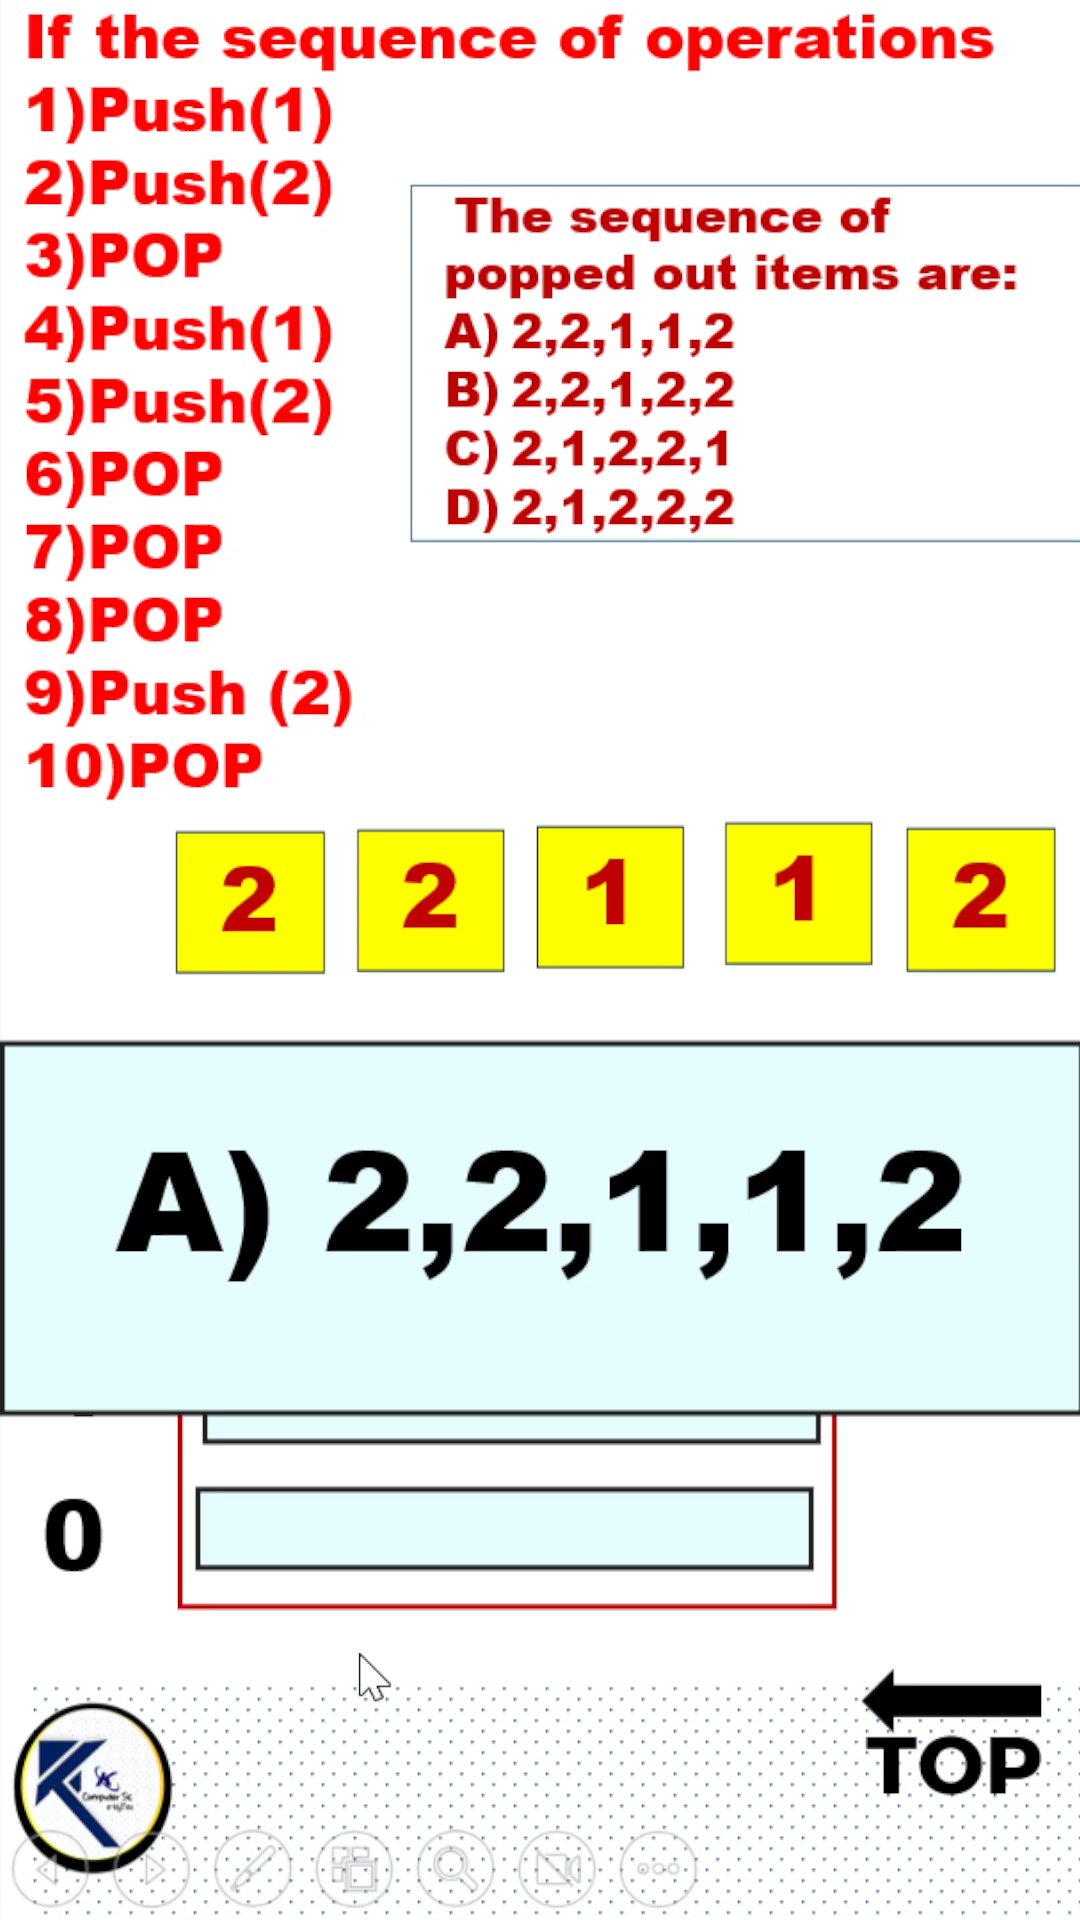 If the sequence of operations
1)Push(1)
2)Push(2)
3)POP
4)Push(1)
5)Push(2)
6)POP
7)POP
8)POP
9)Push (2)
10)POP
The sequence of
popped out items are:
A) 2,2,1,1,2
B) 2,2,1,2,2
C) 2,1,2,2,1
D) 2,1,2,2,2
2 2 1 1 2
A) 2,2,1,1,2
0
TOP
Computer Sc